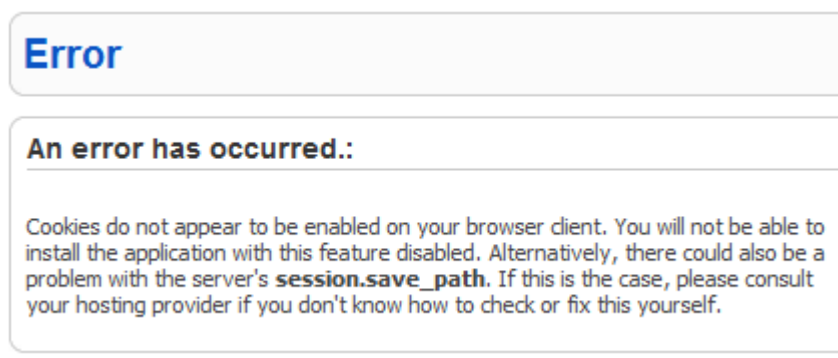 Error
An error has occurred.:
Cookies do not appear to be enabled on your browser client. You will not be able to
install the application with this feature disabled. Alternatively, there could also be a
problem with the server's session.save_path. If this is the case, please consult
your hosting provider if you don't know how to check or fix this yourself.